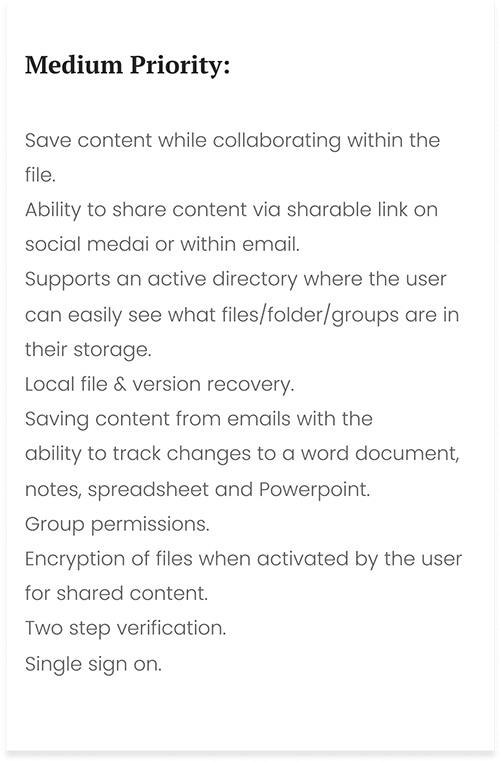 Medium Priority:
Save content while collaborating within the
file.
Ability to share content via sharable link on
social medai or within email.
Supports an active directory where the user
can easily see what files/folder/groups are in
their storage.
Local file & version recovery.
Saving content from emails with the
ability to track changes to a word document,
notes, spreadsheet and Powerpoint.
Group permissions.
Encryption of files when activated by the user
for shared content.
Two step verification.
Single sign on.